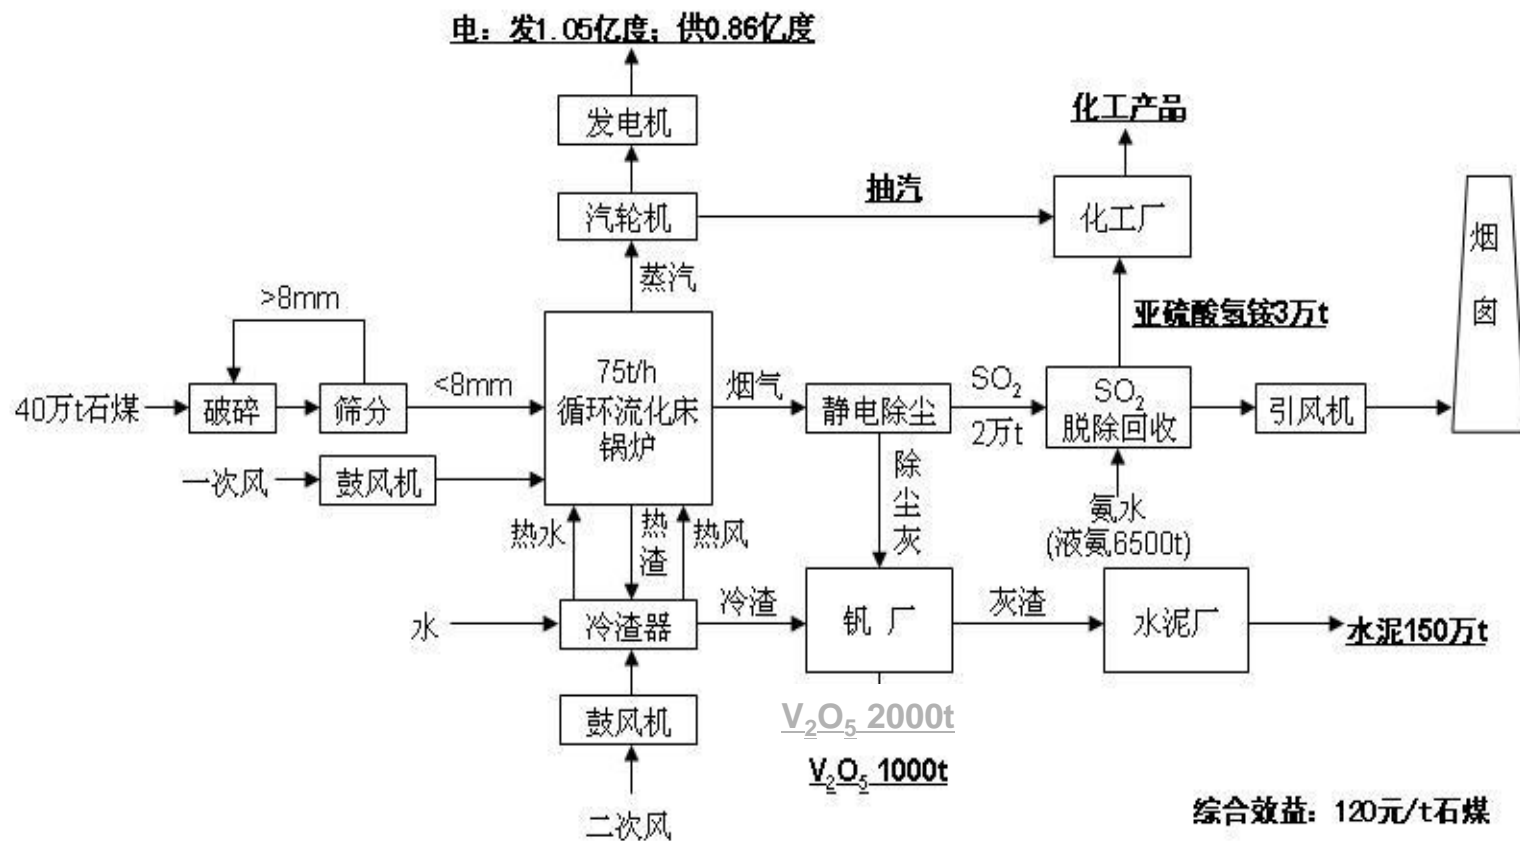 电：发1.05亿度；供0.86亿度
发电机
化工产品
汽轮机
抽汽
化工厂
烟囱
蒸汽
>8mm
亚硫酸氢铵3万t
40万t石煤
破碎
筛分
<8mm
75t/h
循环流化床
锅炉
烟气
静电除尘
SO₂
2万t
SO₂
脱除回收
引风机
一次风
鼓风机
除尘灰
氨水
(液氨6500t)
热水
热渣
热风
水
冷渣器
冷渣
钒 厂
灰渣
水泥厂
水泥150万t
鼓风机
V₂O₅ 2000t
V₂O₅ 1000t
二次风
综合效益：120元/t石煤